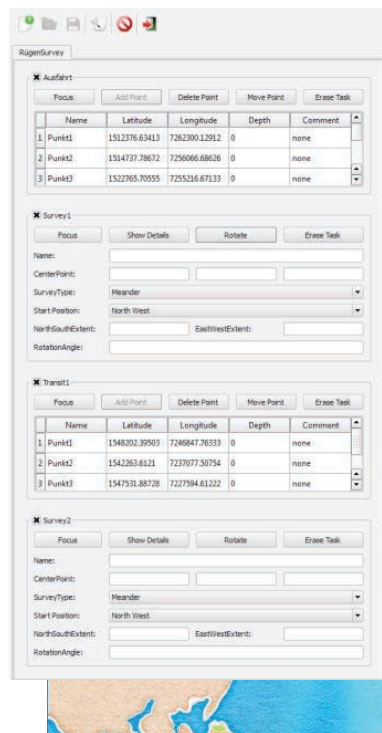 RügenSurvey
Ausfahrt
Focus Add Point Delete Point Move Point Erase Task
Name Latitude Longitude Depth Comment
1 Punkt1 1512376.63413 7262300.12912 0 none
2 Punkt2 1514737.78672 7256066.68626 0 none
3 Punkt3 1522765.70555 7255216.67133 0 none
Survey1
Focus Show Details Rotate Erase Task
Name:
CenterPoint:
SurveyType: Meander
Start Position: North West
NorthSouthExtent: EastWestExtent:
RotationAngle:
Transit1
Focus Add Point Delete Point Move Point Erase Task
Name Latitude Longitude Depth Comment
1 Punkt1 1548202.39503 7246847.76333 0 none
2 Punkt2 1542263.6121 7237077.50754 0 none
3 Punkt3 1547531.88728 7227594.61222 0 none
Survey2
Focus Show Details Rotate Erase Task
Name:
CenterPoint:
SurveyType: Meander
Start Position: North West
NorthSouthExtent: EastWestExtent:
RotationAngle: